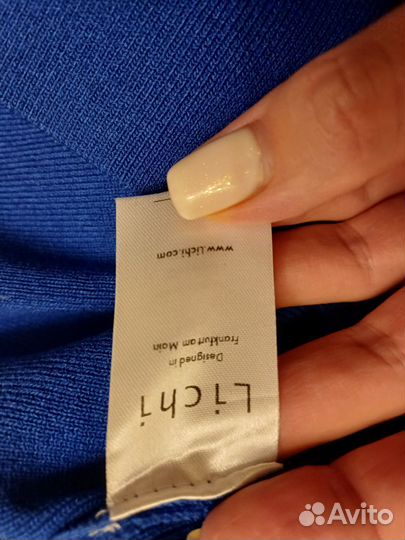 Lichi
Designed in
Frankfurt am Main
www.lichi.com
Avito